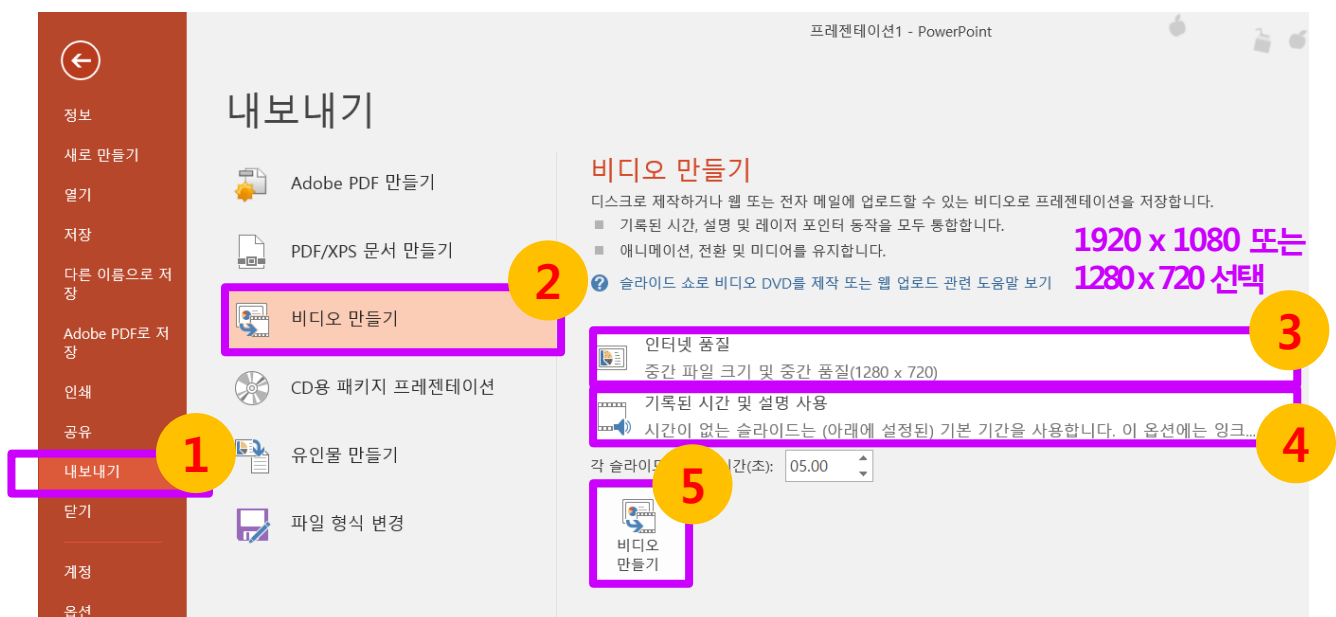 프레젠테이션1 - PowerPoint
정보
새로 만들기
열기
저장
다른 이름으로 저
장
Adobe PDF로 저
장
인쇄
공유
1
내보내기
닫기
계정
옵션
내보내기
Adobe PDF 만들기
PDF/XPS 문서 만들기
2
비디오 만들기
CD용 패키지 프레젠테이션
유인물 만들기
파일 형식 변경
비디오 만들기
디스크로 제작하거나 웹 또는 전자 메일에 업로드할 수 있는 비디오로 프레젠테이션을 저장합니다.
기록된 시간, 설명 및 레이저 포인터 동작을 모두 통합합니다.
애니메이션, 전환 및 미디어를 유지합니다.
슬라이드 쇼로 비디오 DVD를 제작 또는 웹 업로드 관련 도움말 보기
1920 x 1080 또는
1280 x 720 선택
3
인터넷 품질
중간 파일 크기 및 중간 품질(1280 x 720)
기록된 시간 및 설명 사용
시간이 없는 슬라이드는 (아래에 설정된) 기본 기간을 사용합니다. 이 옵션에는 잉크...
4
각 시간(초): 05.00
5
비디오
만들기